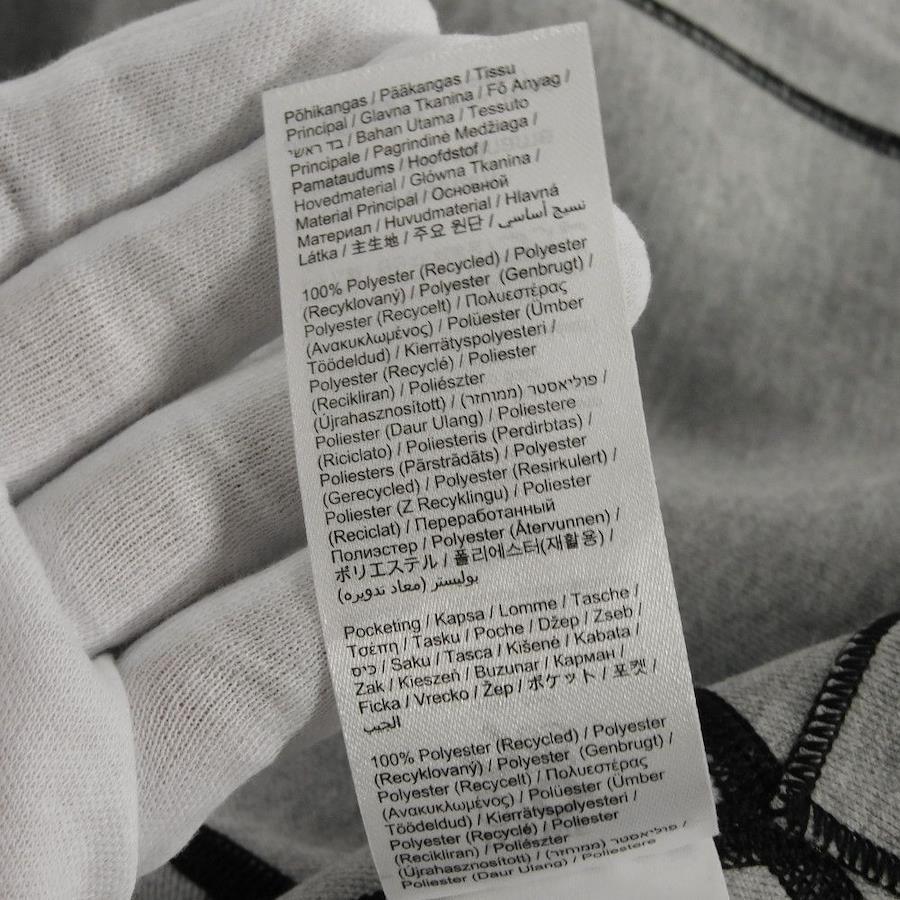 Põhikangas / Pääkangas / Tissu
Principal / Glavna Tkanina / Fõ Anyag /
בד ראשי / Bahan Utama / Tessuto
Principale / Pagrindinė Medžiaga /
Pamataudums / Hoofdstof /
Hovedmaterial / Główna Tkanina /
Material Principal / Основной
Материал / Huvudmaterial / Hlavná
Látka / 主生地 / 주요 원단 / نسيج أساسي
100% Polyester (Recycled) / Polyester
(Recyklovaný) / Polyester (Genbrugt) /
Polyester (Recycelt) / Πολυεστέρας
(Ανακυκλωμένος) / Polüester (Ümber
Töödeldud) / Kierrätyspolyesteri /
Polyester (Recyclé) / Poliester
(Recikliran) / Poliészter
(Újrahasznosított) / פוליאסטר (ממוחזר) /
Poliester (Daur Ulang) / Poliestere
(Riciclato) / Poliesteris (Perdirbtas) /
Poliesters (Pārstrādāts) / Polyester
(Gerecycled) / Polyester (Resirkulert) /
Poliester (Z Recyklingu) / Poliester
(Reciclat) / Переработанный
Полиэстер / Polyester (Återvunnen) /
ポリエステル / 폴리에스터(재활용) /
بوليستر (معاد تدويره)
Pocketing / Kapsa / Lomme / Tasche /
Τσέπη / Tasku / Poche / Džep / Zseb /
כיס / Saku / Tasca / Kišenė / Kabata /
Zak / Kieszeń / Buzunar / Карман /
Ficka / Vrecko / Žep / ポケット / 포켓 /
الجيب
100% Polyester (Recycled) / Polyester
(Recyklovaný) / Polyester (Genbrugt) /
Polyester (Recycelt) / Πολυεστέρας
(Ανακυκλωμένος) / Polüester (Ümber
Töödeldud) / Kierrätyspolyesteri /
Polyester (Recyclé) / Poliester
(Recikliran) / Poliészter
(Újrahasznosított) / פוליאסטר (ממוחזר) /
Poliester (Daur Ulang) / Poliestere